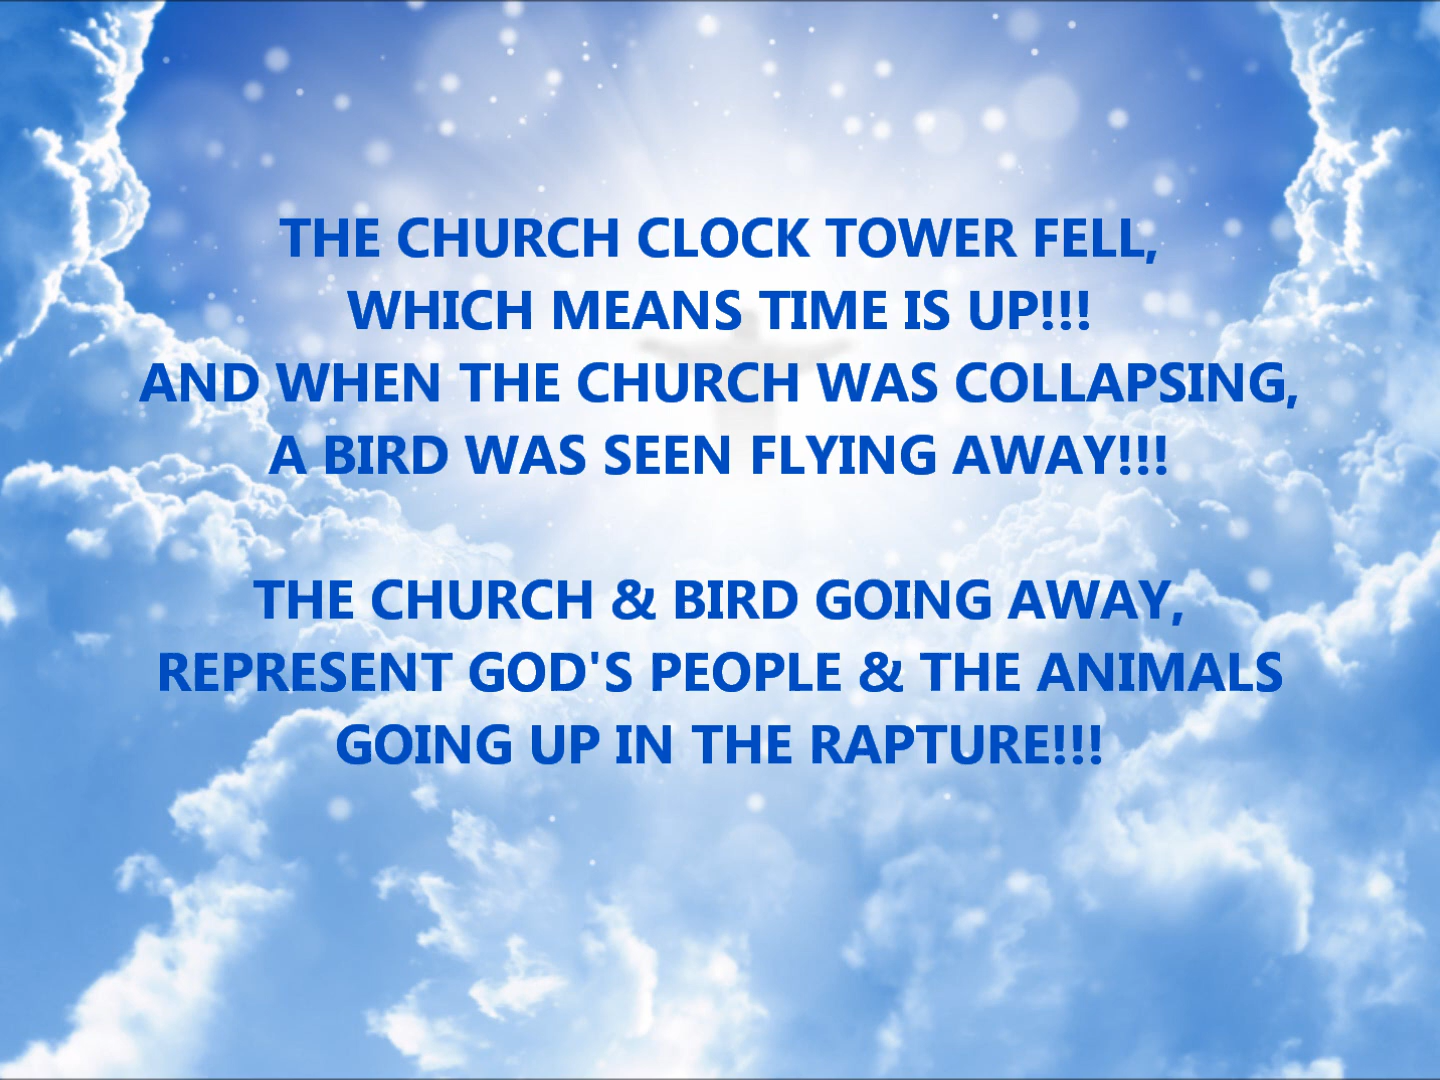 THE CHURCH CLOCK TOWER FELL,
WHICH MEANS TIME IS UP!!!
AND WHEN THE CHURCH WAS COLLAPSING,
A BIRD WAS SEEN FLYING AWAY!!!
THE CHURCH & BIRD GOING AWAY,
REPRESENT GOD'S PEOPLE & THE ANIMALS
GOING UP IN THE RAPTURE!!!